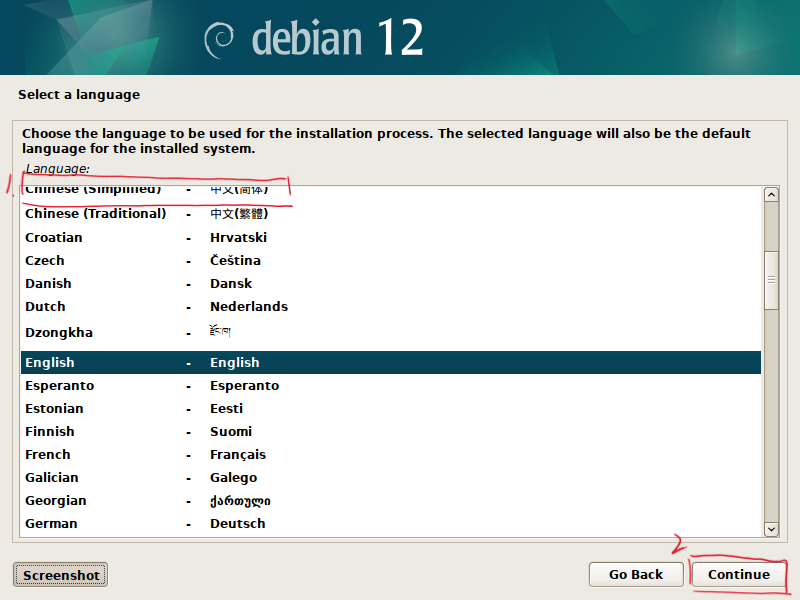 debian 12
Select a language
Choose the language to be used for the installation process. The selected language will also be the default
language for the installed system.
Language:
1.
Chinese (Simplified) - 中文(简体)
Chinese (Traditional) - 中文(繁體)
Croatian - Hrvatski
Czech - Čeština
Danish - Dansk
Dutch - Nederlands
Dzongkha - རྫོང་ཁ།
English - English
Esperanto - Esperanto
Estonian - Eesti
Finnish - Suomi
French - Français
Galician - Galego
Georgian - ქართული
German - Deutsch
2
Screenshot Go Back Continue